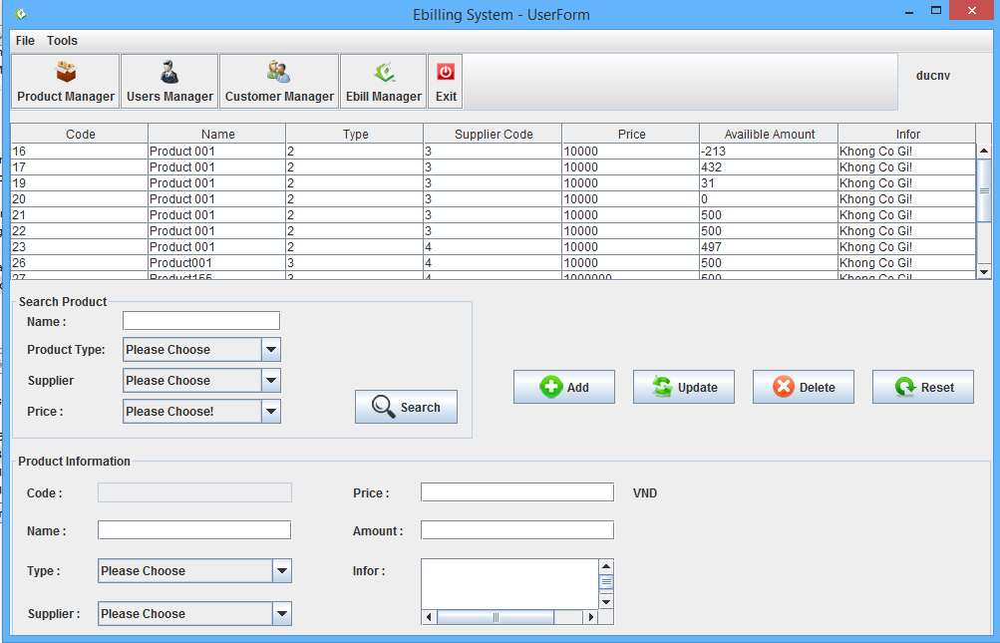 Ebilling System - UserForm
File Tools
Product Manager Users Manager Customer Manager Ebill Manager Exit ducnv
Code Name Type Supplier Code Price Availible Amount Infor
16 Product 001 2 3 10000 -213 Khong Co Gi!
17 Product 001 2 3 10000 432 Khong Co Gi!
19 Product 001 2 3 10000 31 Khong Co Gi!
20 Product 001 2 3 10000 0 Khong Co Gi!
21 Product 001 2 3 10000 500 Khong Co Gi!
22 Product 001 2 3 10000 500 Khong Co Gi!
23 Product 001 2 4 10000 497 Khong Co Gi!
26 Product001 3 4 10000 500 Khong Co Gi!
27 Product155 4 1000000 500 Khong Co Gi!
Search Product
Name :
Product Type: Please Choose
Supplier Please Choose
Price : Please Choose!
Search
Add Update Delete Reset
Product Information
Code : Price : VND
Name : Amount :
Type : Please Choose Infor :
Supplier : Please Choose